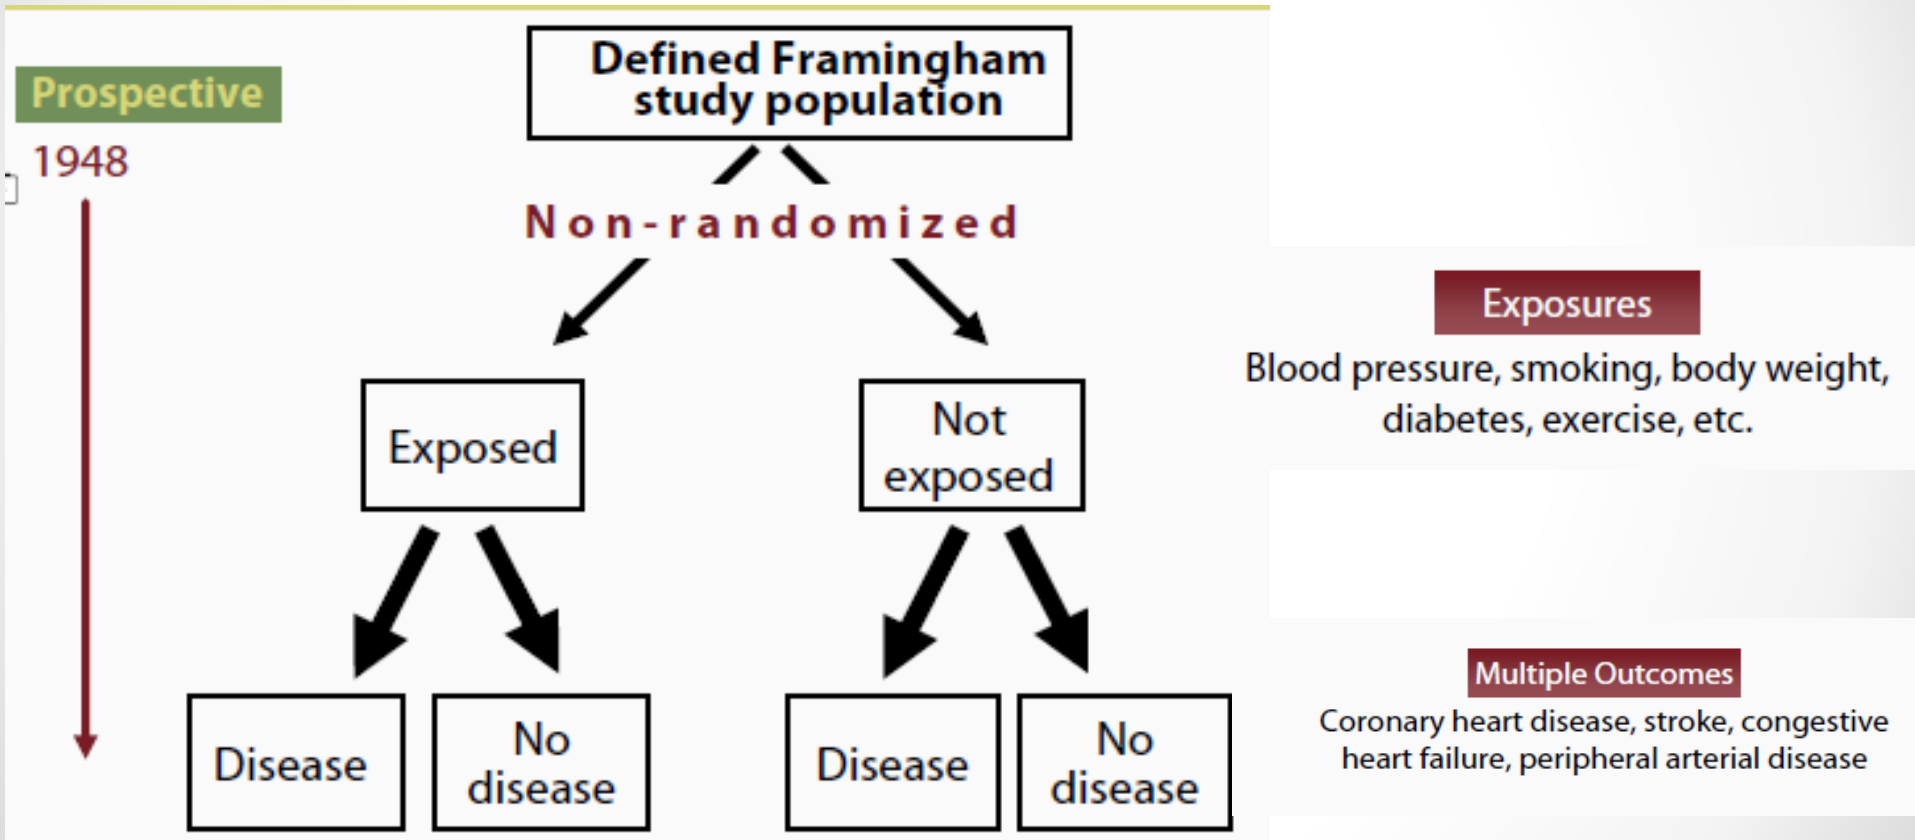 Defined Framingham
study population
Prospective
1948
Non-randomized
Exposures
Blood pressure, smoking, body weight,
diabetes, exercise, etc.
Exposed
Not
exposed
Multiple Outcomes
Coronary heart disease, stroke, congestive
heart failure, peripheral arterial disease
Disease
No
disease
Disease
No
disease